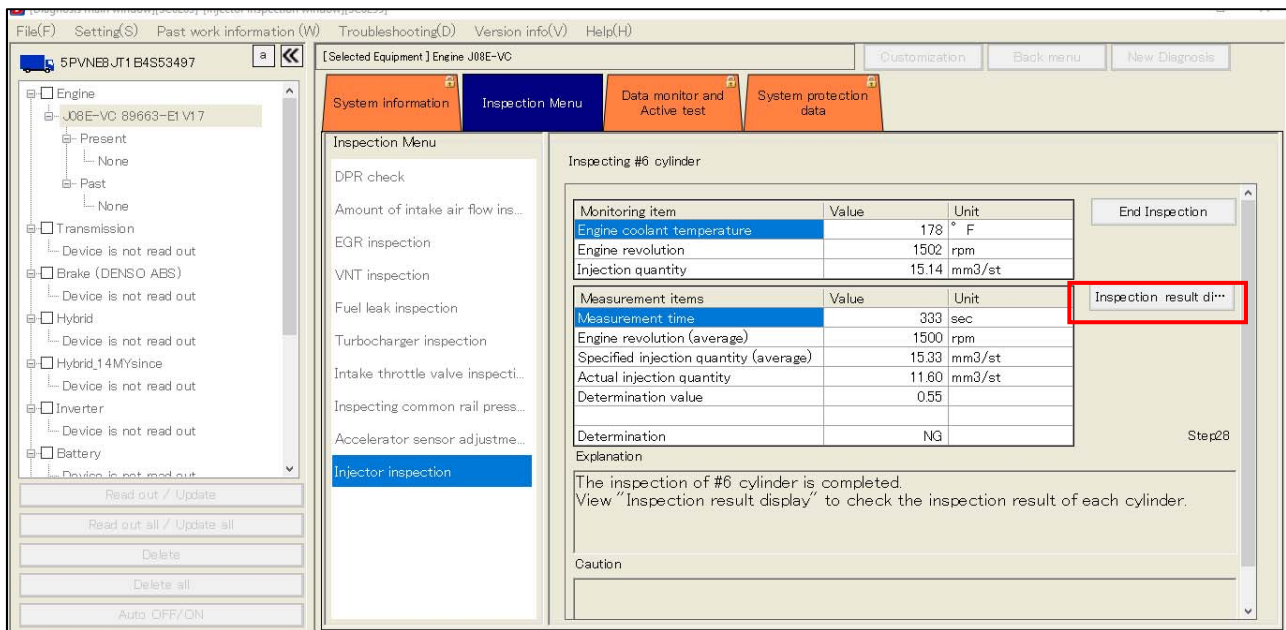 File(F) Setting(S) Past work information (W) Troubleshooting(D) Version info(V) Help(H)
5PVNE8JT1B4S53497
a
[Selected Equipment ] Engine J08E-VC
Customization
Back menu
New Diagnosis
Engine
J08E-VC 89663-E1V17
Present
None
Past
None
Transmission
Device is not read out
Brake (DENSO ABS)
Device is not read out
Hybrid
Device is not read out
Hybrid_14MYsince
Device is not read out
Inverter
Device is not read out
Battery
Device is not read out
Read out / Update
Read out all / Update all
Delete
Delete all
Auto OFF/ON
System information
Inspection Menu
Data monitor and
Active test
System protection
data
Inspection Menu
DPR check
Amount of intake air flow ins...
EGR inspection
VNT inspection
Fuel leak inspection
Turbocharger inspection
Intake throttle valve inspecti...
Inspecting common rail press...
Accelerator sensor adjustme...
Injector inspection
Inspecting #6 cylinder
Monitoring item Value Unit
Engine coolant temperature 178 ° F
Engine revolution 1502 rpm
Injection quantity 15.14 mm3/st
End Inspection
Measurement items Value Unit
Measurement time 333 sec
Engine revolution (average) 1500 rpm
Specified injection quantity (average) 15.33 mm3/st
Actual injection quantity 11.60 mm3/st
Determination value 0.55
Determination NG
Inspection result di...
Step28
Explanation
The inspection of #6 cylinder is completed.
View "Inspection result display" to check the inspection result of each cylinder.
Caution